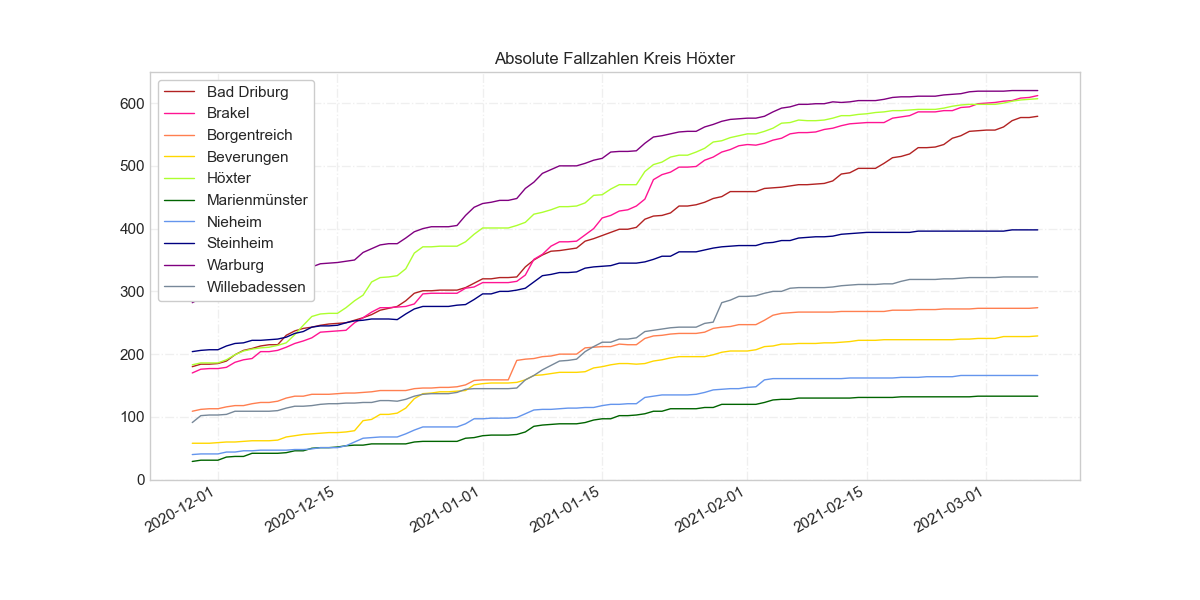 Absolute Fallzahlen Kreis Höxter
Bad Driburg
Brakel
Borgentreich
Beverungen
Höxter
Marienmünster
Nieheim
Steinheim
Warburg
Willebadessen
600
500
400
300
200
100
0
2020-12-01
2020-12-15
2021-01-01
2021-01-15
2021-02-01
2021-02-15
2021-03-01